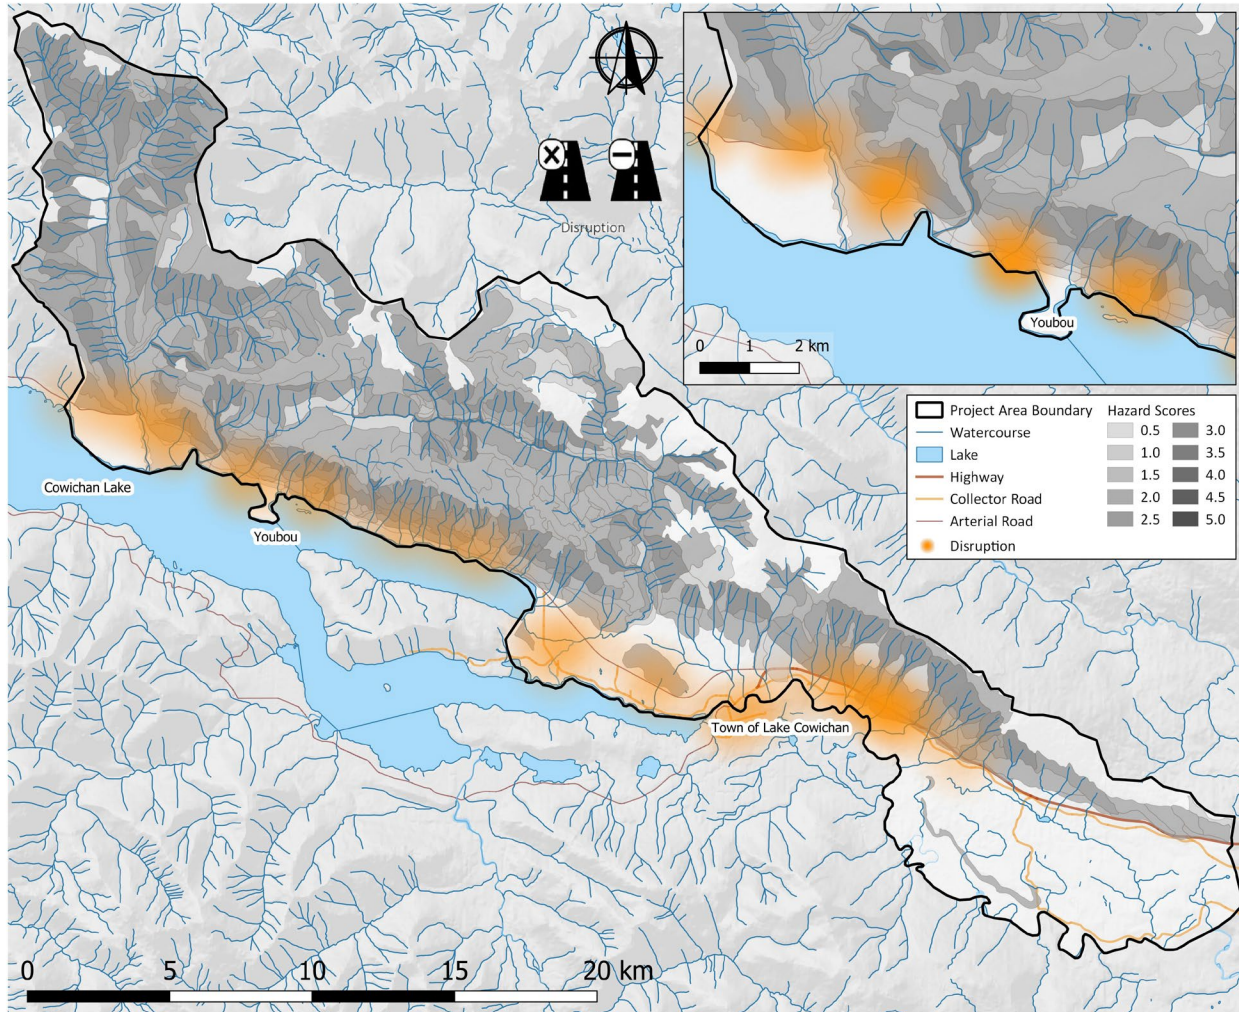 Disruption
0 1 2 km
Youbou
Project Area Boundary
Watercourse
Lake
Highway
Collector Road
Arterial Road
Disruption
Hazard Scores
0.5 3.0
1.0 3.5
1.5 4.0
2.0 4.5
2.5 5.0
Cowichan Lake
Youbou
Town of Lake Cowichan
0 5 10 15 20 km